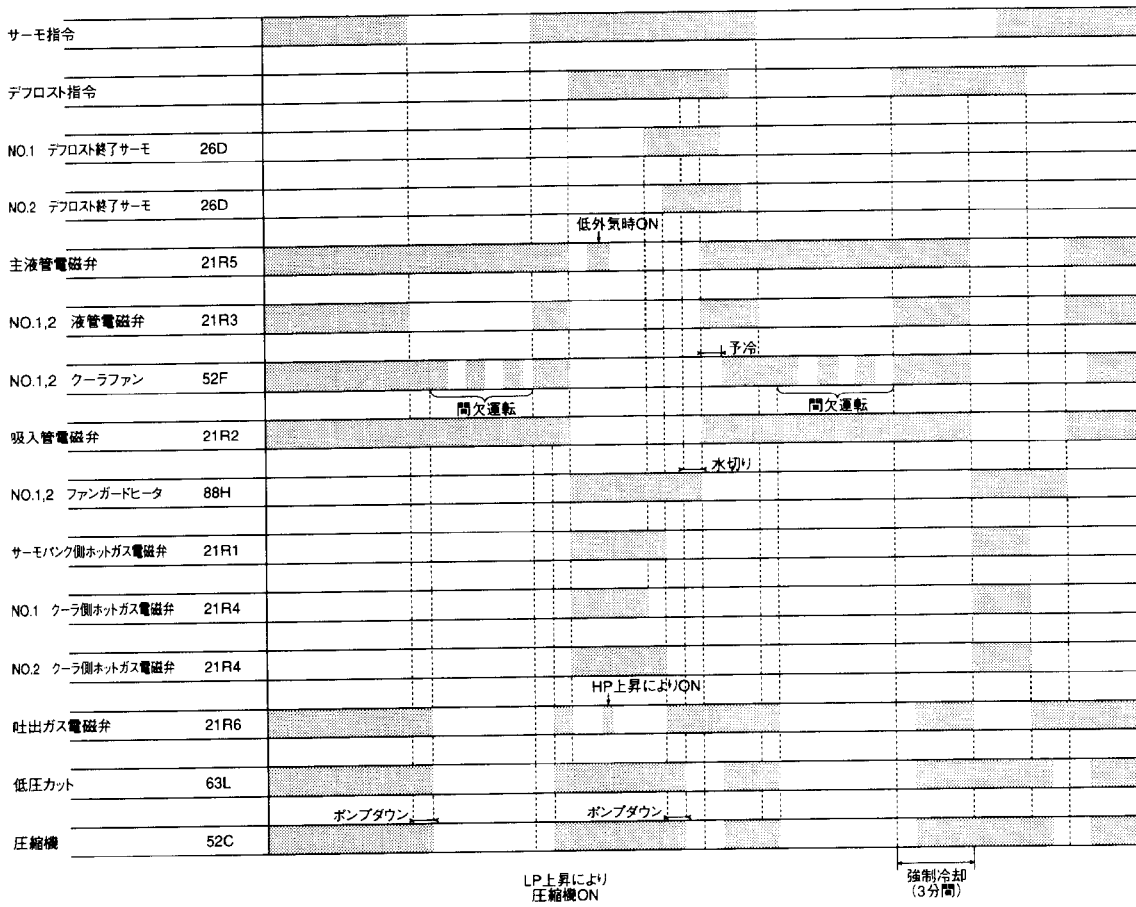 サーモ指令
デフロスト指令
NO.1 デフロスト終了サーモ 26D
NO.2 デフロスト終了サーモ 26D
低外気時ON
主液管電磁弁 21R5
NO.1,2 液管電磁弁 21R3
予冷
NO.1,2 クーラファン 52F
間欠運転 間欠運転
吸入管電磁弁 21R2
水切り
NO.1,2 ファンガードヒータ 88H
サーモバンク側ホットガス電磁弁 21R1
NO.1 クーラ側ホットガス電磁弁 21R4
NO.2 クーラ側ホットガス電磁弁 21R4
HP上昇によりON
吐出ガス電磁弁 21R6
低圧カット 63L
ポンプダウン ポンプダウン
圧縮機 52C
LP上昇により
圧縮機ON
強制冷却
(3分間)